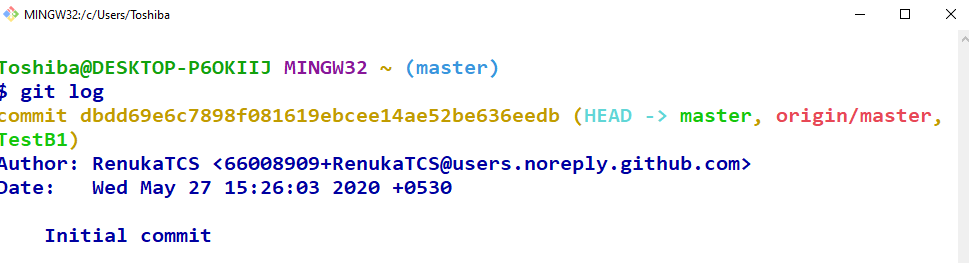 MINGW32:/c/Users/Toshiba
Toshiba@DESKTOP-P6OKIIJ MINGW32 ~ (master)
$ git log
commit dbdd69e6c7898f081619ebcee14ae52be636eedb (HEAD -> master, origin/master,
TestB1)
Author: RenukaTCS <66008909+RenukaTCS@users.noreply.github.com>
Date:   Wed May 27 15:26:03 2020 +0530
    Initial commit